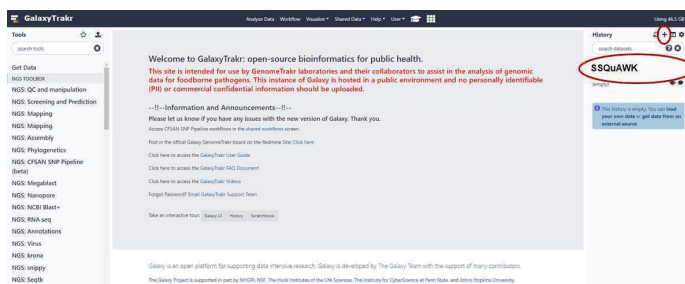 GalaxyTrakr
Analyze Data Workflow Visualize Shared Data Help User
Using 46.5 GB
Tools
search tools
Get Data
NGS TOOLBOX
NGS: QC and manipulation
NGS: Screening and Prediction
NGS: Mapping
NGS: Mapping
NGS: Assembly
NGS: Phylogenetics
NGS: CFSAN SNP Pipeline
(beta)
NGS: Megablast
NGS: Nanopore
NGS: NCBI Blast+
NGS: RNA seq
NGS: Annotations
NGS: Virus
NGS: krona
NGS: snippy
NGS: Seqtk
Welcome to GalaxyTrakr: open-source bioinformatics for public health.
This site is intended for use by GenomeTrakr laboratories and their collaborators to assist in the analysis of genomic
data for foodborne pathogens. This instance of Galaxy is hosted in a public environment and no personally identifiable
(PII) or commercial confidential information should be uploaded.
--!!--Information and Announcements--!!--
Please let us know if you have any issues with the new version of Galaxy. Thank you.
Access CFSAN SNP Pipeline workflows in the shared workflows screen.
Post in the offical Galaxy GenomeTrakr board on the Redmine Site: Click here
Click here to access the GalaxyTrakr User Guide
Click here to access the GalaxyTrakr FAQ Document
Click here to access the GalaxyTrakr Videos
Forgot Password? Email GalaxyTrakr Support Team
Take an interactive tour: Galaxy UI History Scratchbook
Galaxy is an open platform for supporting data intensive research. Galaxy is developed by The Galaxy Team with the support of many contributors.
The Galaxy Project is supported in part by NHGRI, NSF, The Huck Institutes of the Life Sciences, The Institute for CyberScience at Penn State, and Johns Hopkins University.
History
search datasets
SSQuAWK
(empty)
This history is empty. You can load
your own data or get data from an
external source